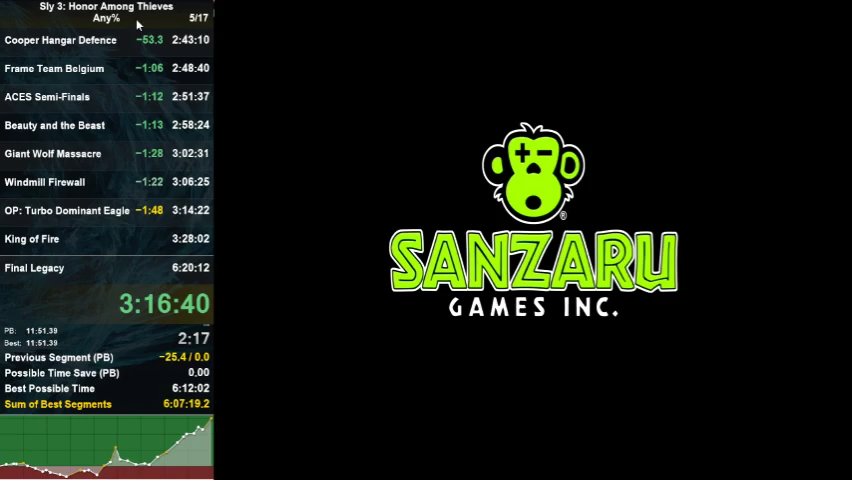 Sly 3: Honor Among Thieves
Any% 5/17
Cooper Hangar Defence -53.3 2:43:10
Frame Team Belgium -1:06 2:48:40
ACES Semi-Finals -1:12 2:51:37
Beauty and the Beast -1:13 2:58:24
Giant Wolf Massacre -1:28 3:02:31
Windmill Firewall -1:22 3:06:25
OP: Turbo Dominant Eagle -1:48 3:14:22
King of Fire 3:28:02
Final Legacy 6:20:12
3:16:40
PB: 11:51.39
Best: 11:51.39
2:17
Previous Segment (PB) -25.4 / 0.0
Possible Time Save (PB) 0.00
Best Possible Time 6:12:02
Sum of Best Segments 6:07:19.2
SANZARU
GAMES INC.
®